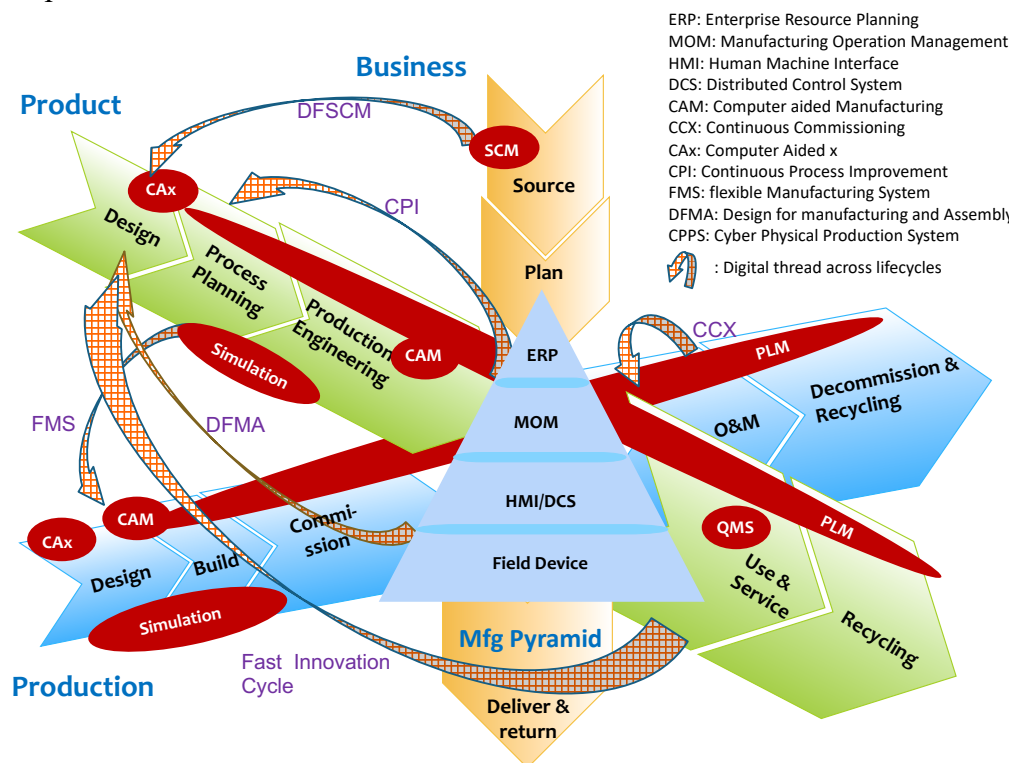 ERP: Enterprise Resource Planning
MOM: Manufacturing Operation Management
HMI: Human Machine Interface
DCS: Distributed Control System
CAM: Computer aided Manufacturing
CCX: Continuous Commissioning
CAx: Computer Aided x
CPI: Continuous Process Improvement
FMS: flexible Manufacturing System
DFMA: Design for manufacturing and Assembly
CPPS: Cyber Physical Production System
: Digital thread across lifecycles
Business
Product
DFSCM
SCM
Source
CAx
CPI
Design
Process
Planning
Plan
Production
Engineering
CAM
Simulation
ERP
CCX
PLM
Decommission &
Recycling
O&M
MOM
FMS
DFMA
HMI/DCS
CAM
CAx
Commi-
ssion
Design
Build
Simulation
Field Device
QMS
PLM
Use &
Service
Recycling
Mfg Pyramid
Fast Innovation
Cycle
Production
Deliver &
return